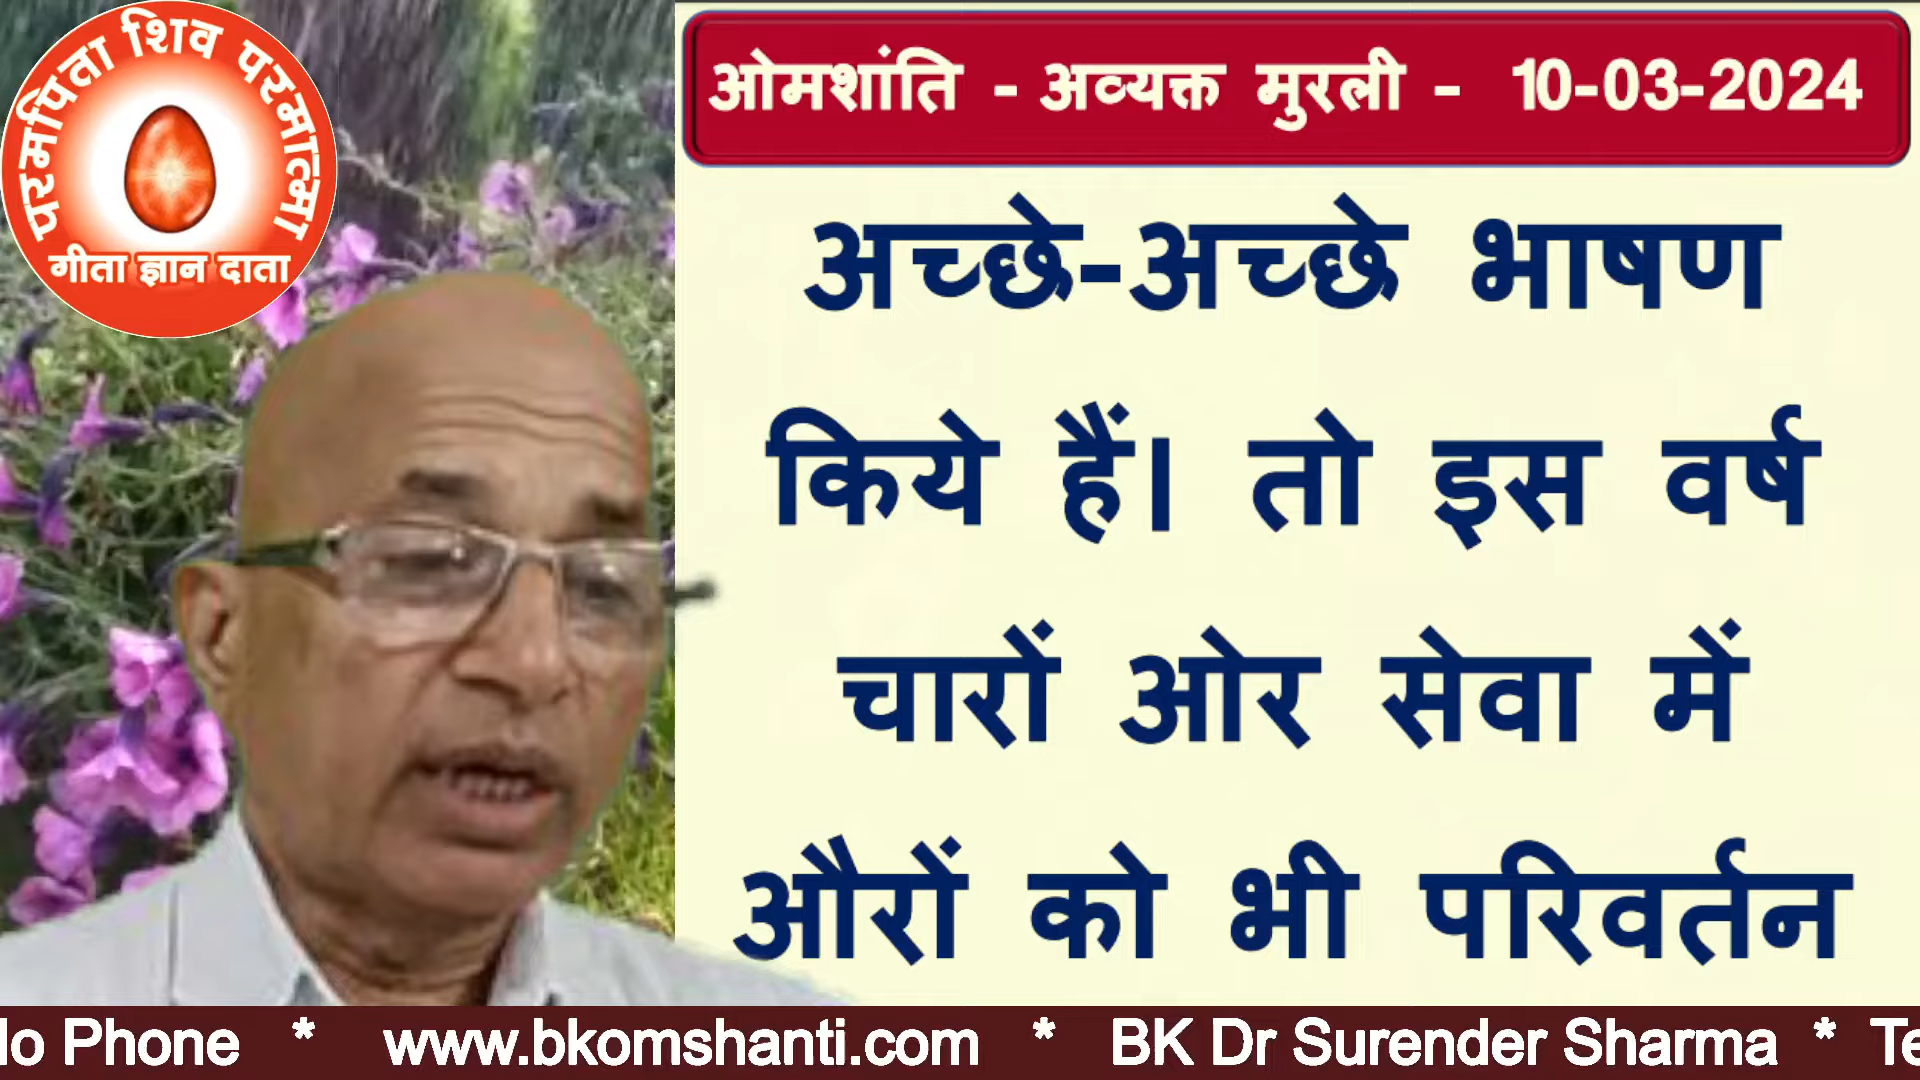 परमपिता शिव परमात्मा
गीता ज्ञान दाता
ओमशांति - अव्यक्त मुरली - 10-03-2024
अच्छे-अच्छे भाषण
किये हैं। तो इस वर्ष
चारों ओर सेवा में
औरों को भी परिवर्तन
lo Phone * www.bkomshanti.com * BK Dr Surender Sharma * Te